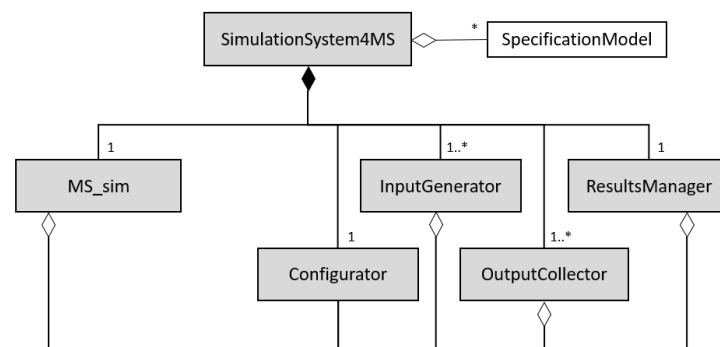 SimulationSystem4MS
*
SpecificationModel
1
1..*
1
MS_sim
InputGenerator
ResultsManager
1
1..*
Configurator
OutputCollector